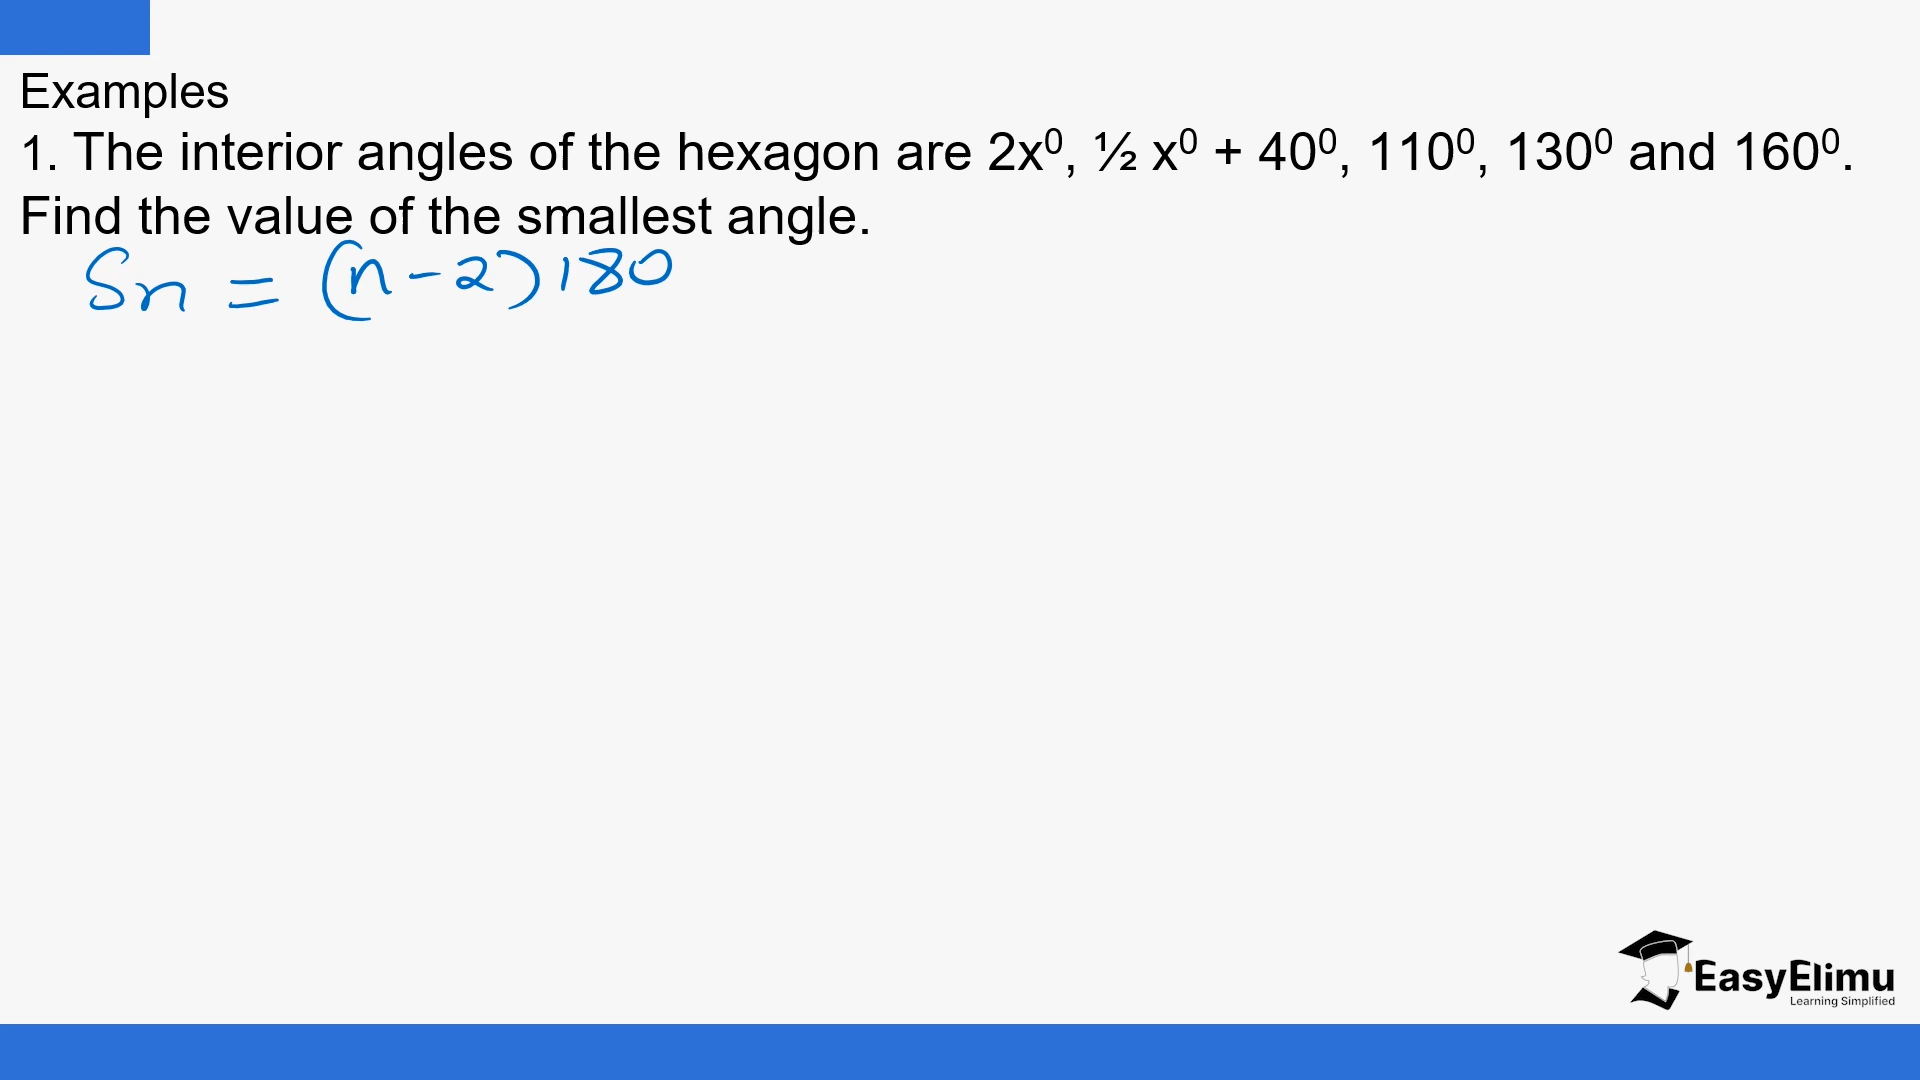 Examples
1. The interior angles of the hexagon are 2x⁰, ½ x⁰ + 40⁰, 110⁰, 130⁰ and 160⁰.
Find the value of the smallest angle.
Sn = (n-2)180
EasyElimu
Learning Simplified